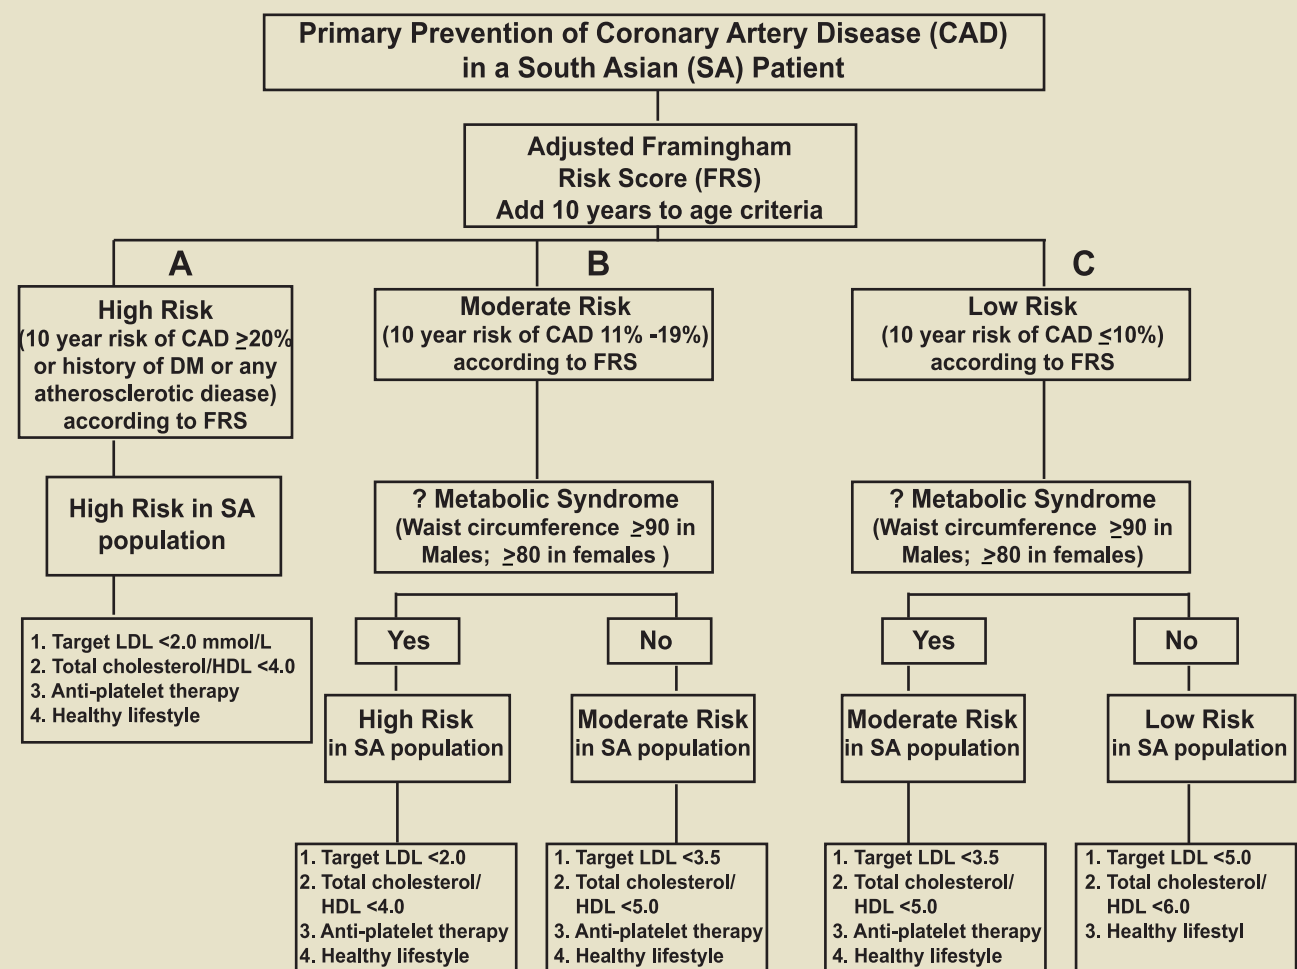 Primary Prevention of Coronary Artery Disease (CAD)
in a South Asian (SA) Patient
Adjusted Framingham
Risk Score (FRS)
Add 10 years to age criteria
A
High Risk
(10 year risk of CAD ≥20%
or history of DM or any
atherosclerotic diease)
according to FRS
High Risk in SA
population
1. Target LDL <2.0 mmol/L
2. Total cholesterol/HDL <4.0
3. Anti-platelet therapy
4. Healthy lifestyle
B
Moderate Risk
(10 year risk of CAD 11% -19%)
according to FRS
? Metabolic Syndrome
(Waist circumference ≥90 in
Males; ≥80 in females )
Yes
High Risk
in SA population
1. Target LDL <2.0
2. Total cholesterol/
HDL <4.0
3. Anti-platelet therapy
4. Healthy lifestyle
No
Moderate Risk
in SA population
1. Target LDL <3.5
2. Total cholesterol/
HDL <5.0
3. Anti-platelet therapy
4. Healthy lifestyle
C
Low Risk
(10 year risk of CAD ≤10%)
according to FRS
? Metabolic Syndrome
(Waist circumference ≥90 in
Males; ≥80 in females)
Yes
Moderate Risk
in SA population
1. Target LDL <3.5
2. Total cholesterol/
HDL <5.0
3. Anti-platelet therapy
4. Healthy lifestyle
No
Low Risk
in SA population
1. Target LDL <5.0
2. Total cholesterol/
HDL <6.0
3. Healthy lifestyl